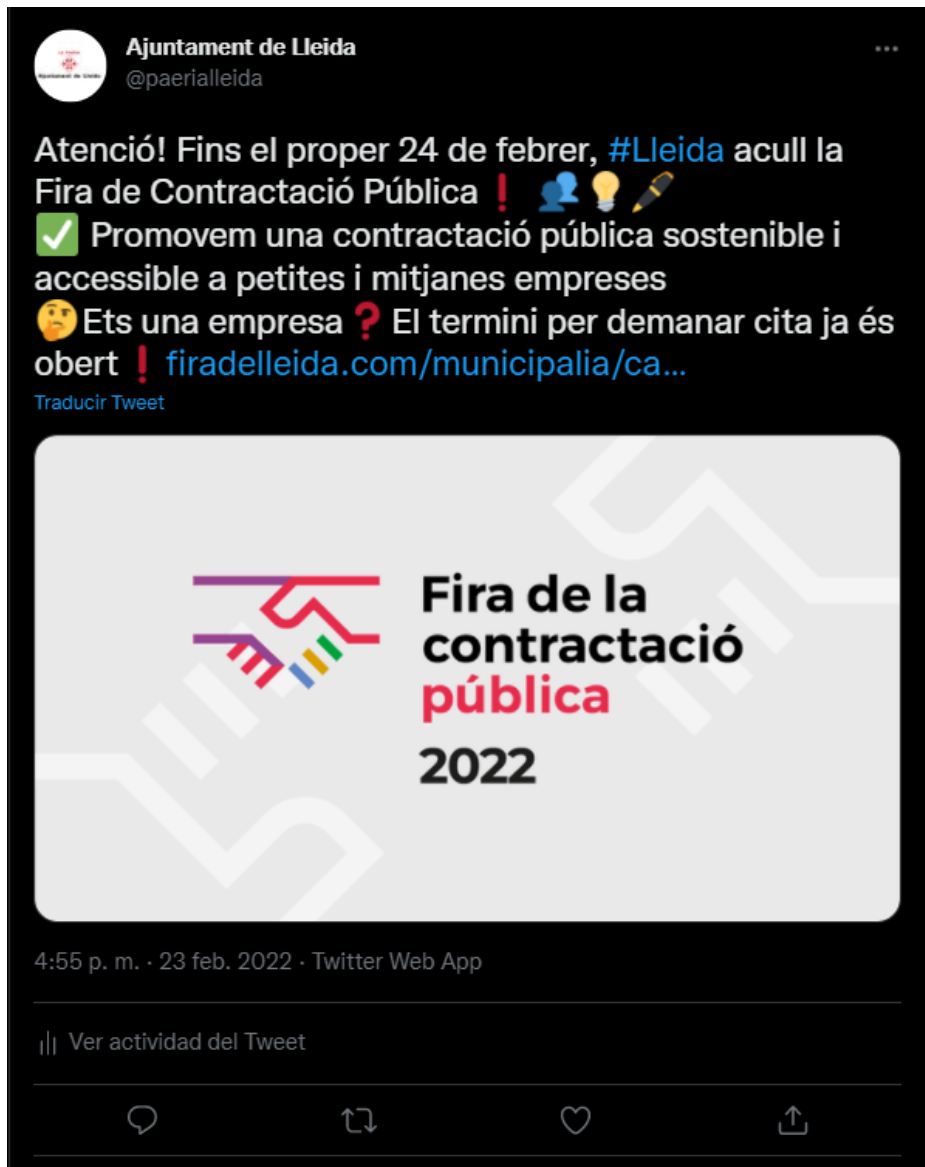 Ajuntament de Lleida
@paerialleida
Atenció! Fins el proper 24 de febrer, #Lleida acull la
Fira de Contractació Pública❗ 👥💡🖋️
✅ Promovem una contractació pública sostenible i
accessible a petites i mitjanes empreses
🤔Ets una empresa❓ El termini per demanar cita ja és
obert❗ firadelleida.com/municipalia/ca...
Traducir Tweet
Fira de la
contractació
pública
2022
4:55 p. m. · 23 feb. 2022 · Twitter Web App
Ver actividad del Tweet